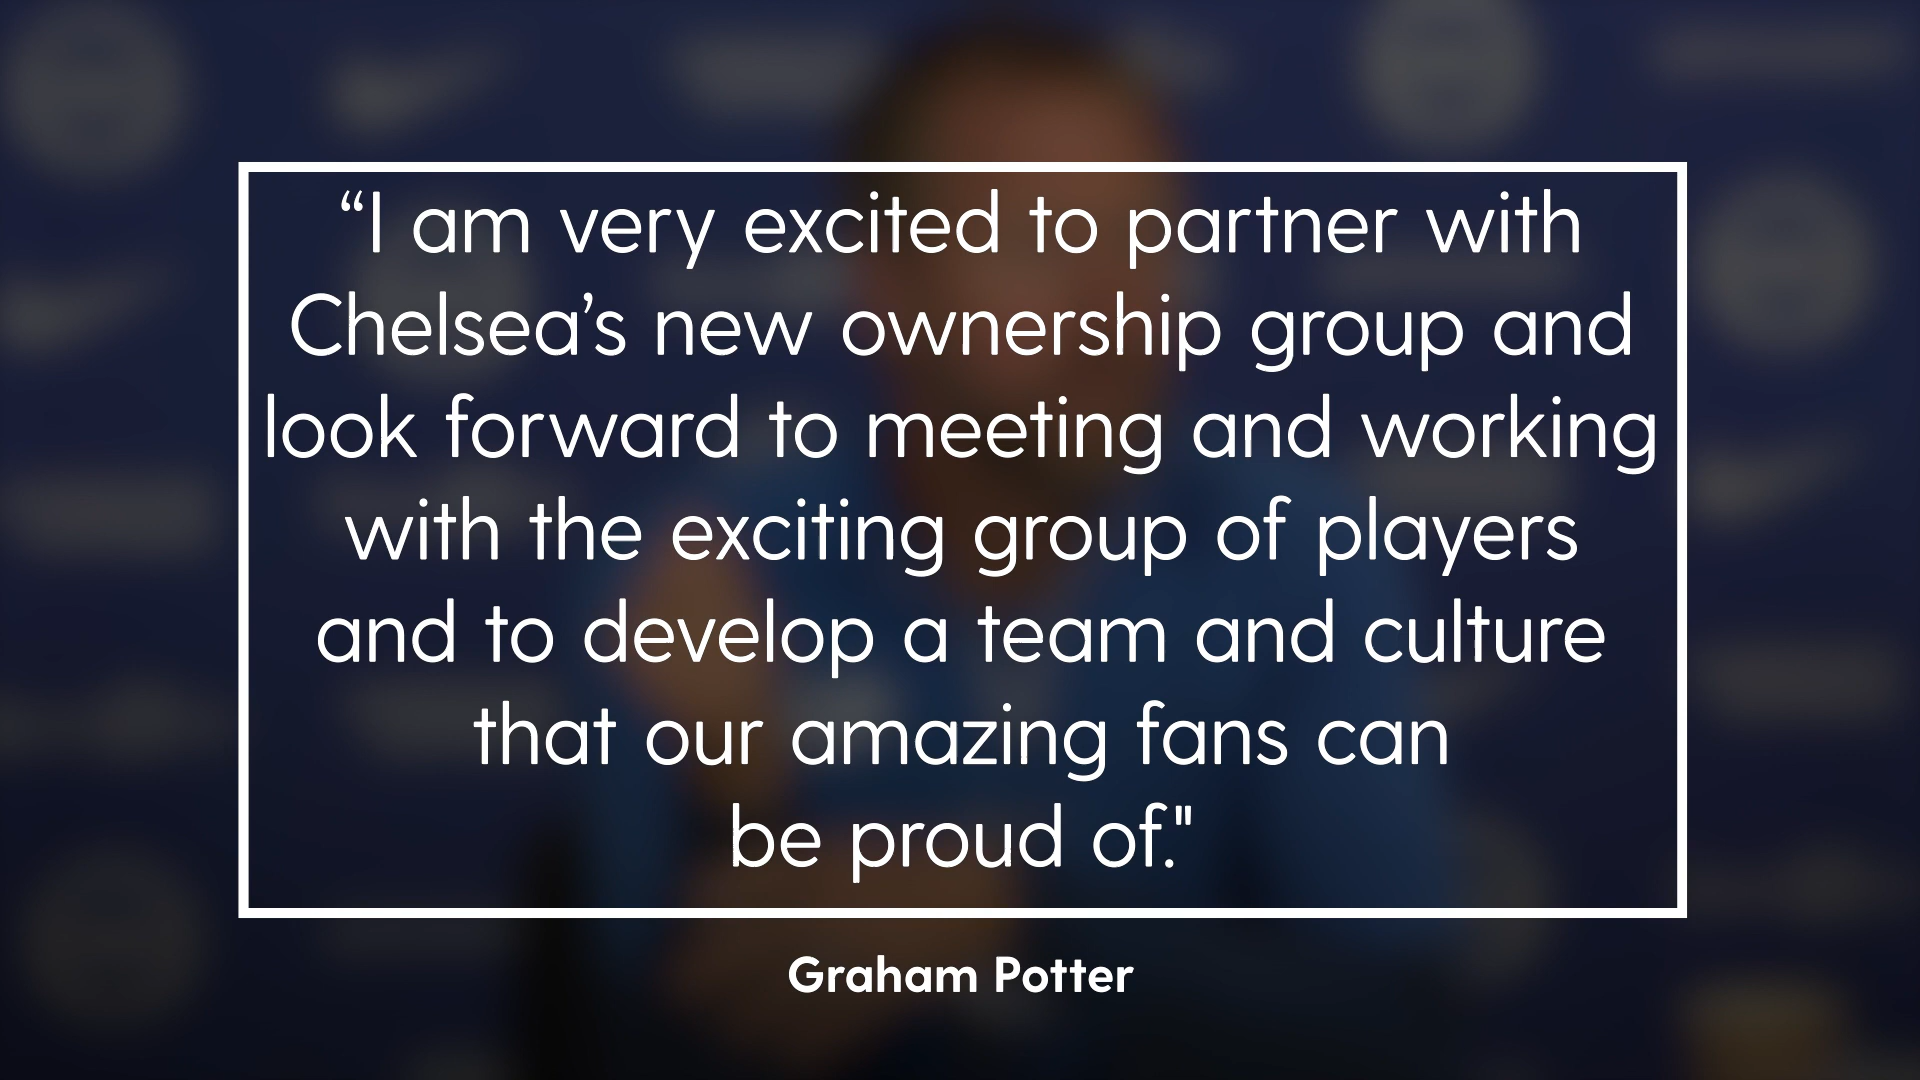 “I am very excited to partner with
Chelsea’s new ownership group and
look forward to meeting and working
with the exciting group of players
and to develop a team and culture
that our amazing fans can
be proud of."
Graham Potter